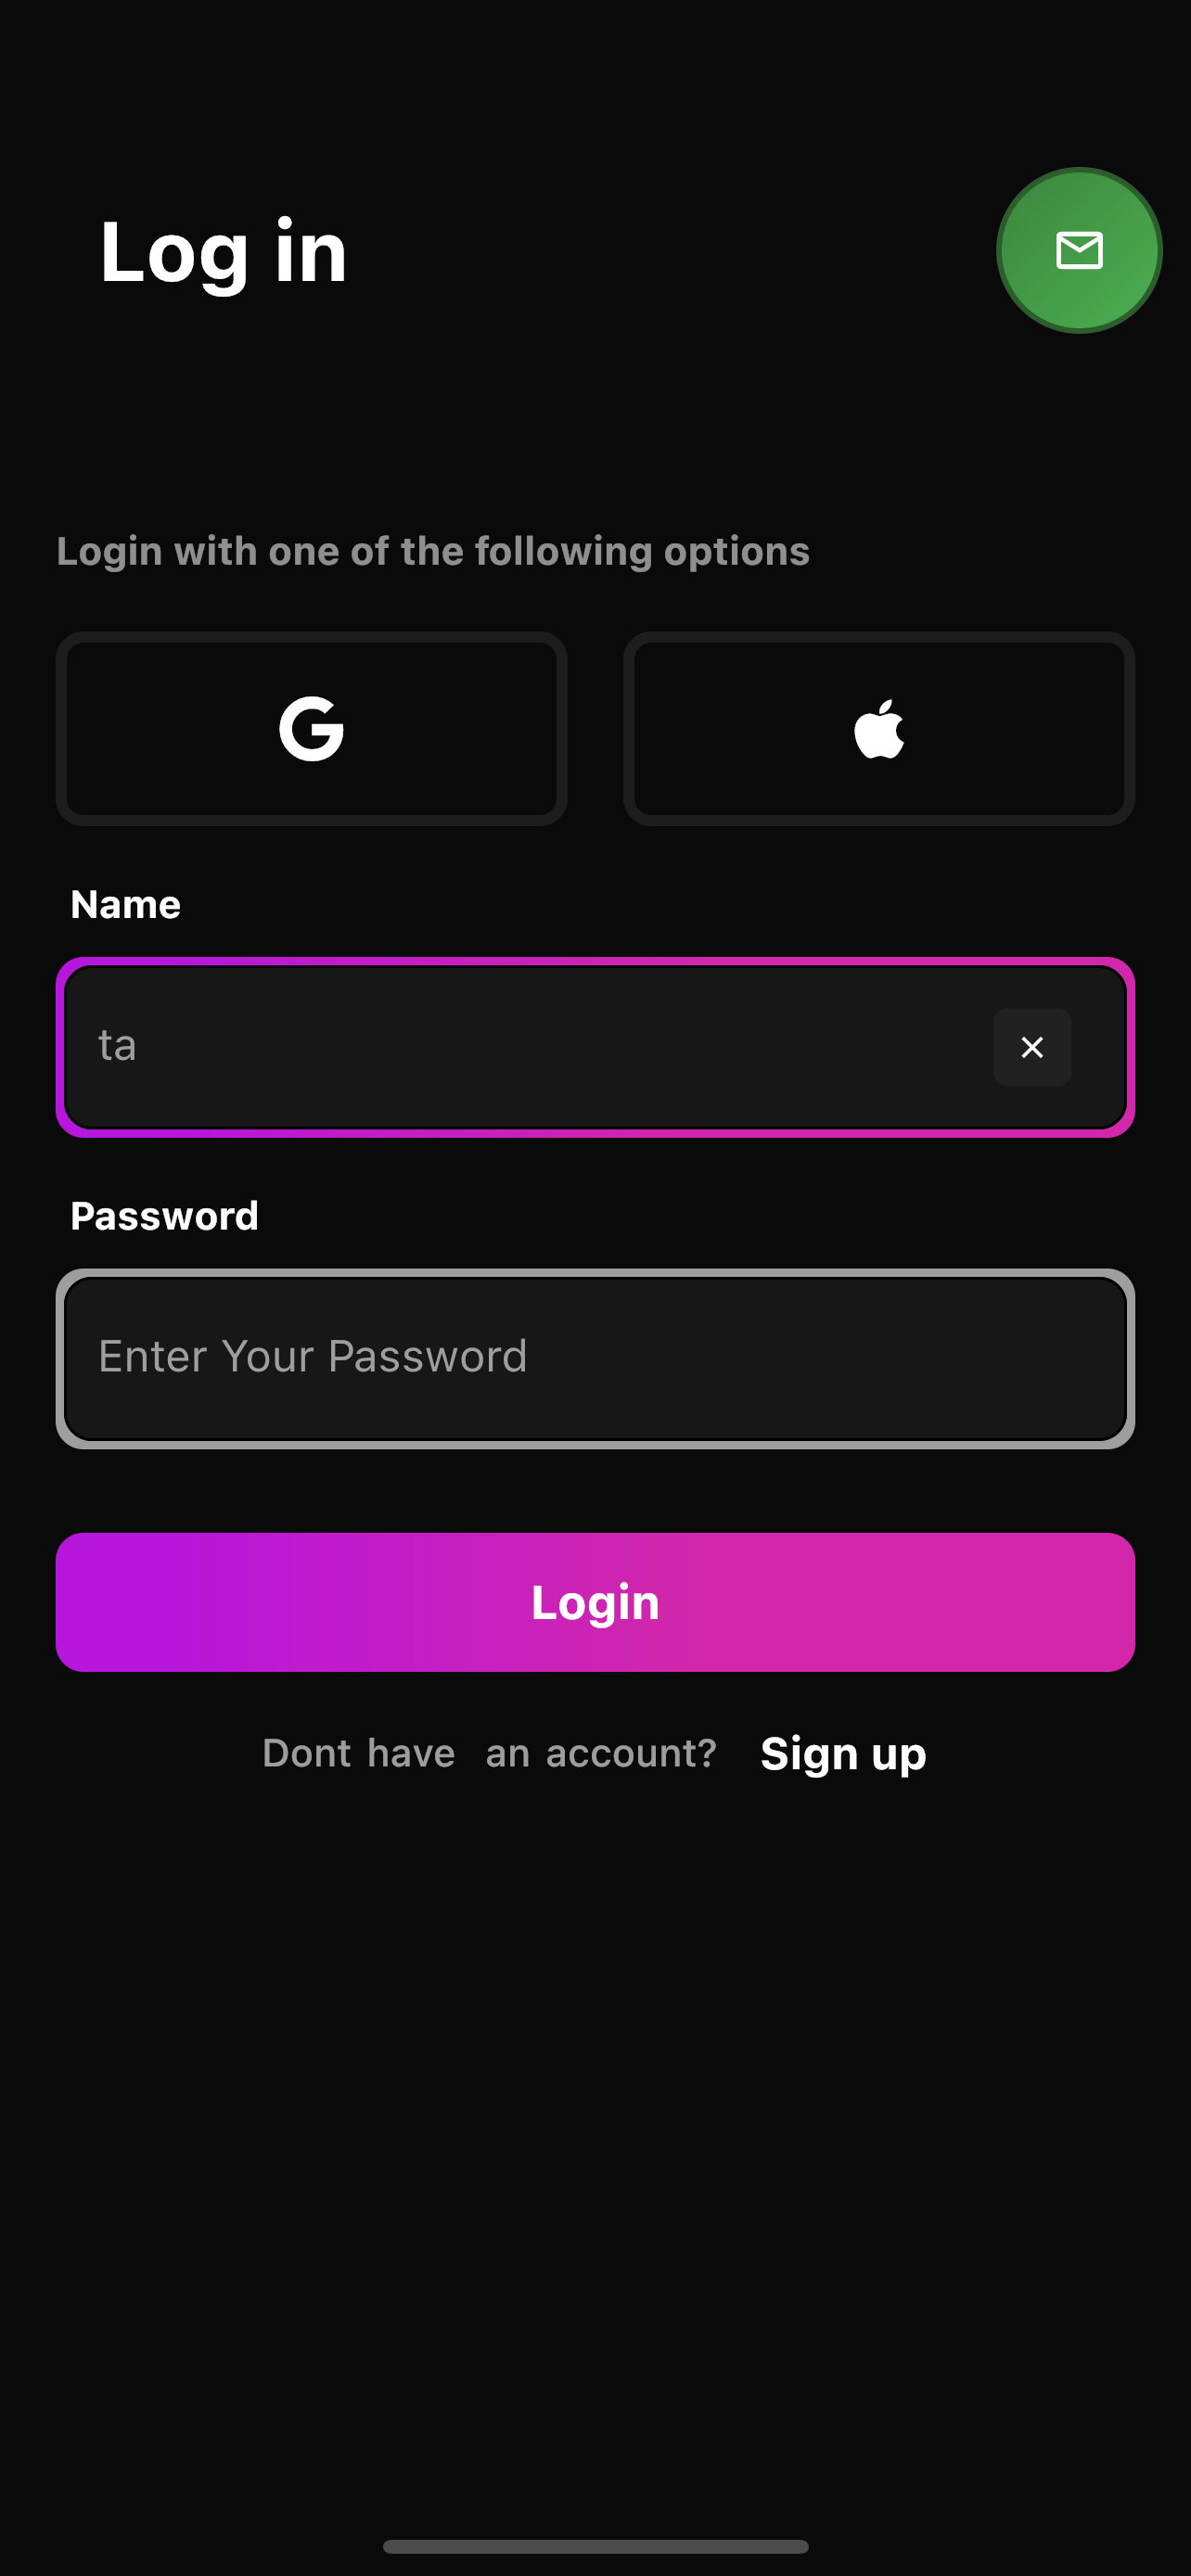 Log in
Login with one of the following options
Name
ta
Password
Enter Your Password
Login
Dont have an account? Sign up